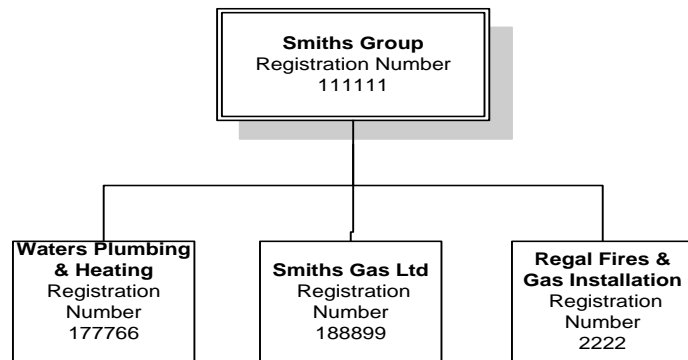 Smiths Group
Registration Number
111111
Waters Plumbing
& Heating
Registration
Number
177766
Smiths Gas Ltd
Registration
Number
188899
Regal Fires &
Gas Installation
Registration
Number
2222